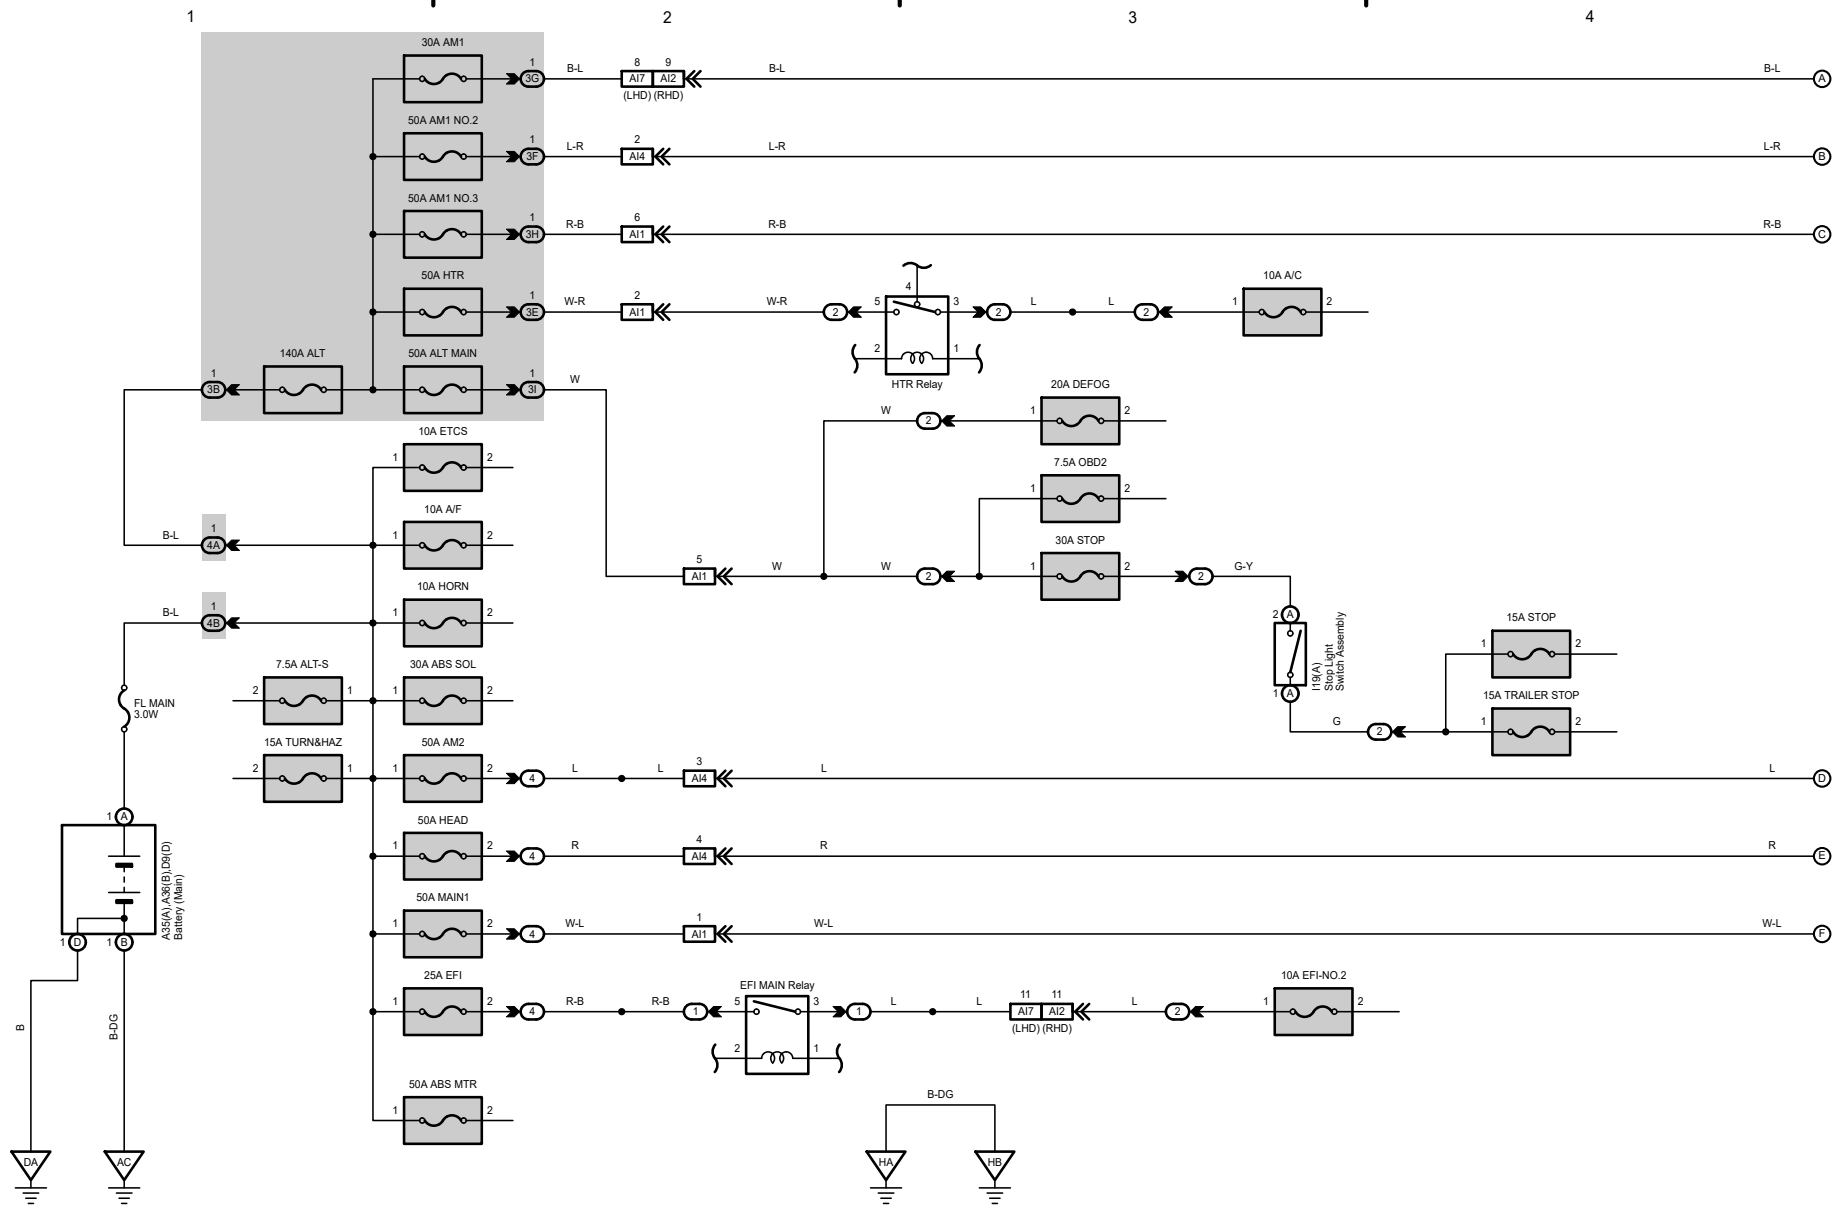 1 2 3 4
30A AM1
1 8 9
3G B-L AI7 AI2 B-L B-L A
(LHD) (RHD)
50A AM1 NO.2
1 2
3F L-R AI4 L-R L-R B
50A AM1 NO.3
1 6
3H R-B AI1 R-B R-B C
50A HTR 10A A/C
4
1 2 5 3 1 2
3E W-R AI1 W-R 2 2 L L 2
2 1
HTR Relay
140A ALT 50A ALT MAIN
1 1
3B 3I W
20A DEFOG
W 2 1 2
10A ETCS
1 2
7.5A OBD2
1 2
10A A/F
1 1 2
B-L 4A
30A STOP
5 1 2
AI1 W W 2 2 G-Y
10A HORN
1 1 2
B-L 4B
2 A
I19(A)
Stop Light
Switch Assembly
1 A
15A STOP
1 2
7.5A ALT-S 30A ABS SOL
2 1 1 2
FL MAIN
3.0W
15A TRAILER STOP
G 2 1 2
15A TURN&HAZ 50A AM2
2 1 1 2 3
4 L L AI4 L L D
1 A
A35(A),A36(B),D9(D)
Battery (Main)
1 D 1 B
50A HEAD
1 2 4
4 R AI4 R R E
50A MAIN1
1 2 1
4 W-L AI1 W-L W-L F
25A EFI EFI MAIN Relay 10A EFI-NO.2
1 2 5 3 11 11 1 2
4 R-B R-B 1 1 L L AI7 AI2 L 2
(LHD) (RHD)
2 1
B B-DG
50A ABS MTR
1 2
B-DG
DA AC HA HB